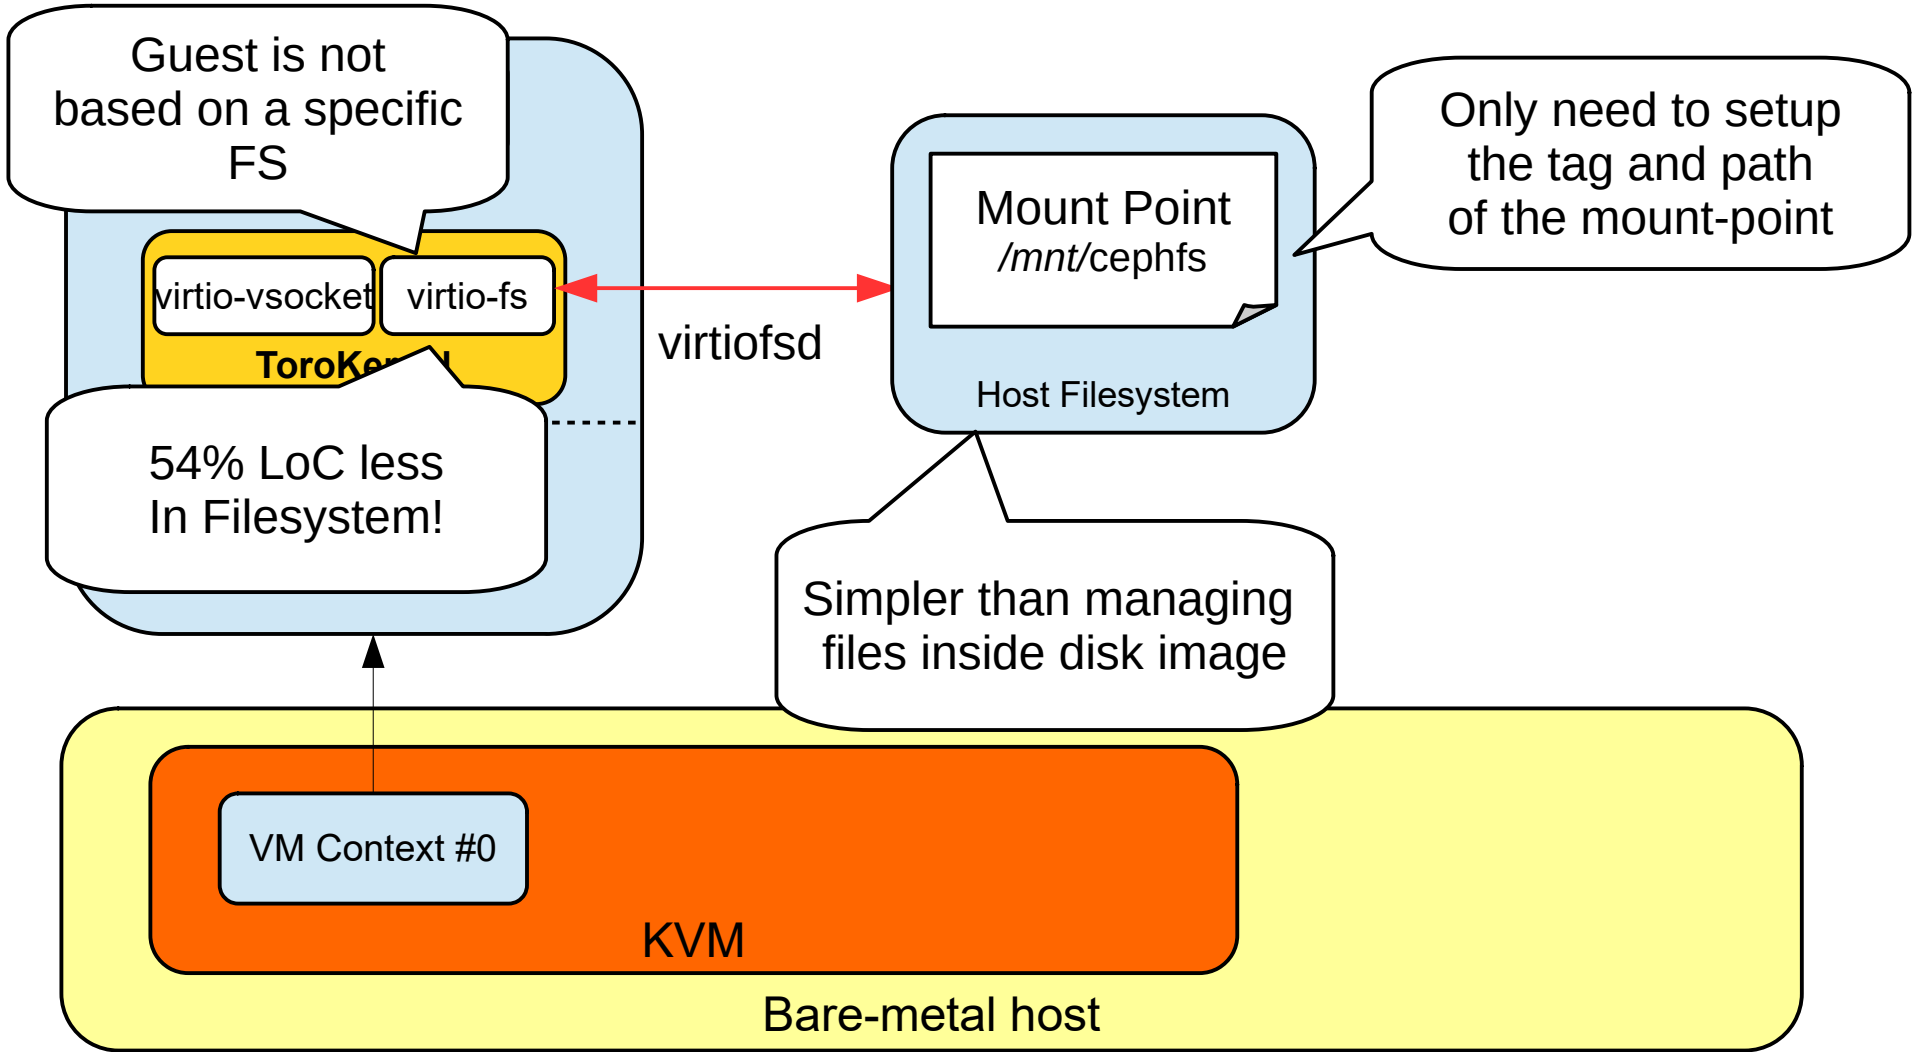 Guest is not
based on a specific
FS
Only need to setup
the tag and path
of the mount-point
Mount Point
/mnt/cephfs
virtio-vsocket
virtio-fs
virtiofsd
Host Filesystem
54% LoC less
In Filesystem!
Simpler than managing
files inside disk image
VM Context #0
KVM
Bare-metal host